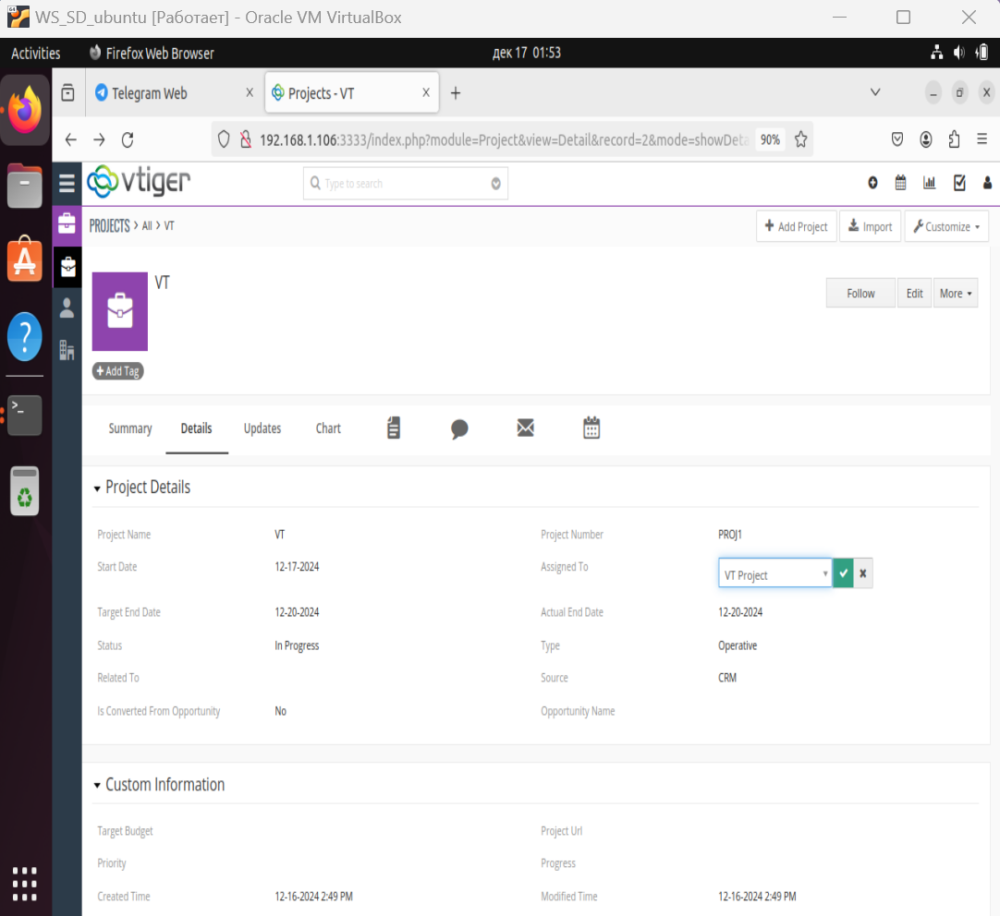 WS_SD_ubuntu [Работает] - Oracle VM VirtualBox
Activities Firefox Web Browser дек 17 01:53
Telegram Web Projects - VT
192.168.1.106:3333/index.php?module=Project&view=Detail&record=2&mode=showDeta 90%
vtiger Type to search
PROJECTS > All > VT + Add Project Import Customize
VT
Follow Edit More
+ Add Tag
Summary Details Updates Chart
Project Details
Project Name VT Project Number PROJ1
Start Date 12-17-2024 Assigned To VT Project
Target End Date 12-20-2024 Actual End Date 12-20-2024
Status In Progress Type Operative
Related To Source CRM
Is Converted From Opportunity No Opportunity Name
Custom Information
Target Budget Project Url
Priority Progress
Created Time 12-16-2024 2:49 PM Modified Time 12-16-2024 2:49 PM